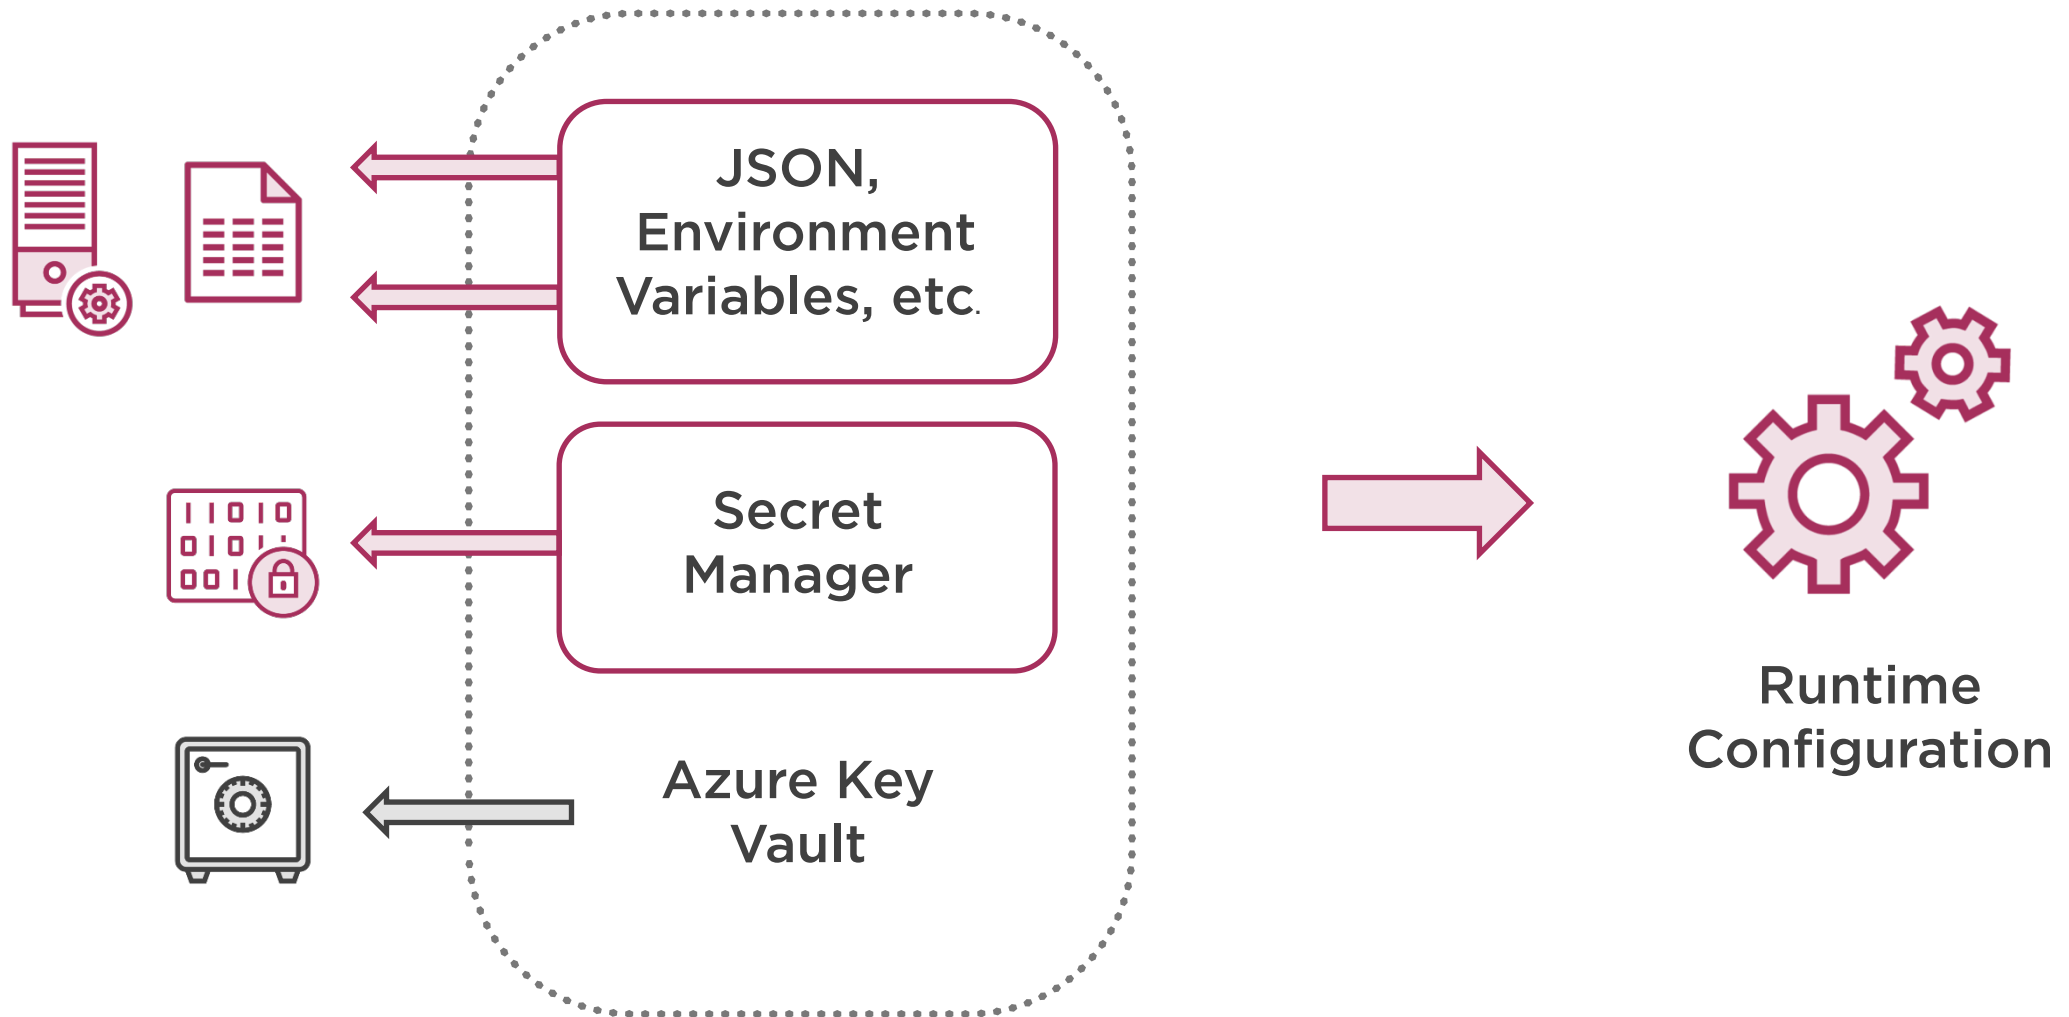 JSON,
Environment
Variables, etc.
Secret
Manager
Azure Key
Vault
Runtime
Configuration